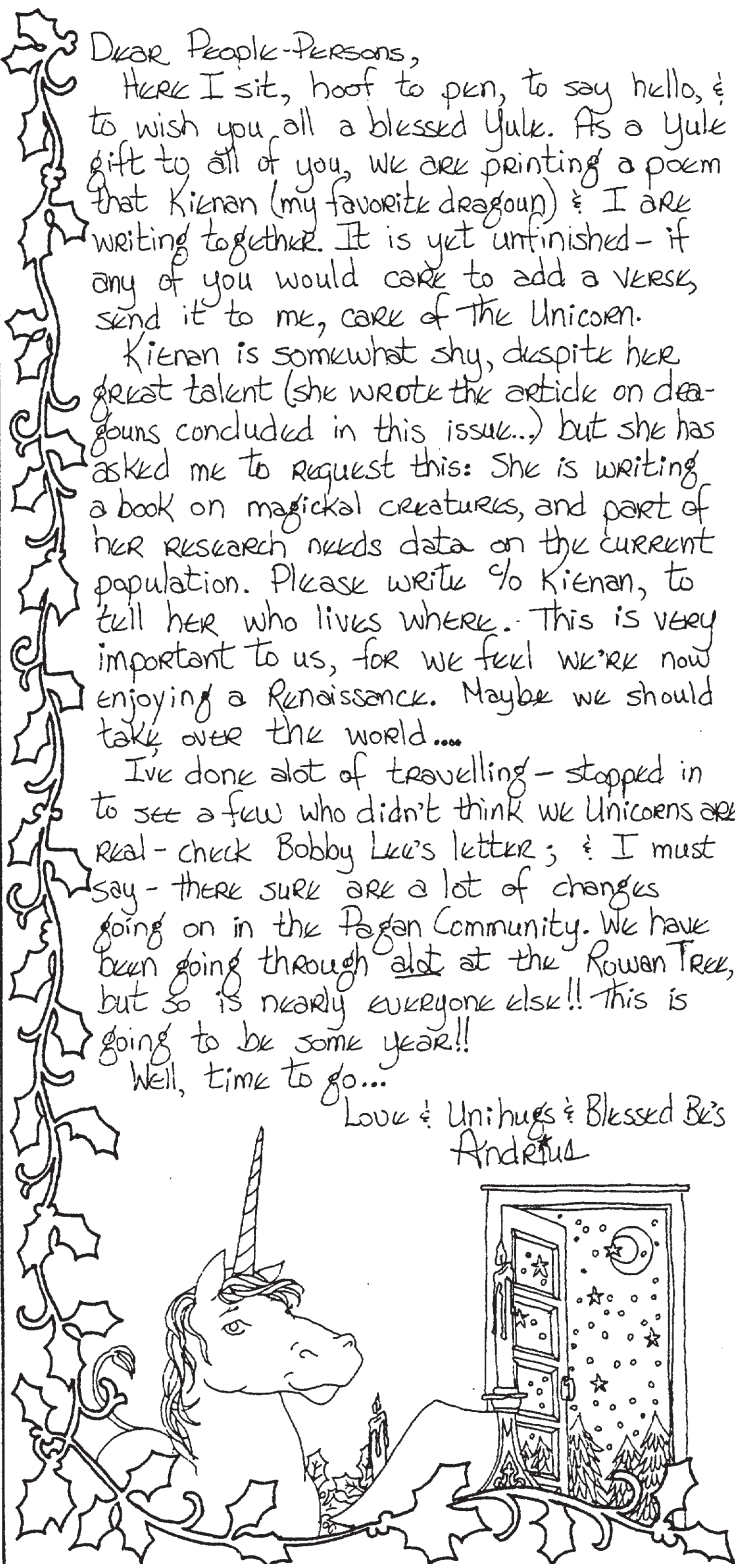 Dear People-Persons,
Here I sit, hoof to pen, to say hello, &
to wish you all a blessed Yule. As a Yule
gift to all of you, we are printing a poem
that Kienan (my favorite dragoun) & I are
writing together. It is yet unfinished - if
any of you would care to add a verse,
send it to me, care of The Unicorn.
Kienan is somewhat shy, despite her
great talent (she wrote the article on dra-
gouns concluded in this issue...) but she has
asked me to request this: She is writing
a book on magickal creatures, and part of
her research needs data on the current
population. Please write c/o Kienan, to
tell her who lives where. This is very
important to us, for we feel we're now
enjoying a Renaissance. Maybe we should
take over the world....
I've done alot of travelling - stopped in
to see a few who didn't think we Unicorns are
real - check Bobby Lee's letter; & I must
say - there sure are a lot of changes
going on in the Pagan Community. We have
been going through alot at the Rowan Tree,
but so is nearly everyone else!! This is
going to be some year!!
Well, time to go...
Love & Unihugs & Blessed Be's
Andrius